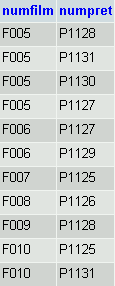 numfilm numpret
F005 P1128
F005 P1131
F005 P1130
F005 P1127
F006 P1127
F006 P1129
F007 P1125
F008 P1126
F009 P1128
F010 P1125
F010 P1131